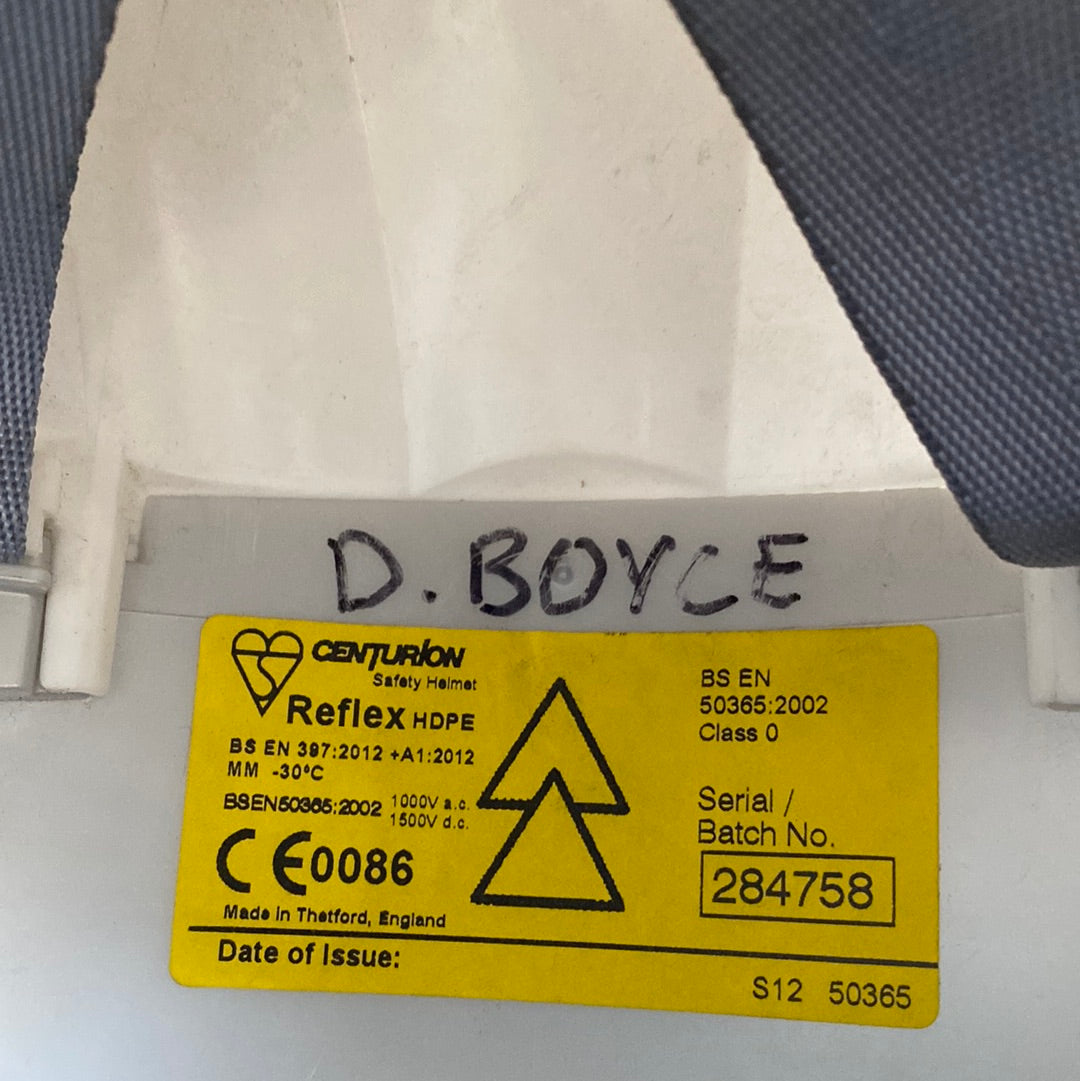 D. BOYCE
CENTURION
Safety Helmet
Reflex HDPE
BS EN 397:2012 +A1:2012
MM -30°C
BSEN50365:2002 1000V a.c.
1500V d.c.
CE0086
Made in Thetford, England
BS EN
50365:2002
Class 0
Serial /
Batch No.
284758
Date of Issue:
S12 50365